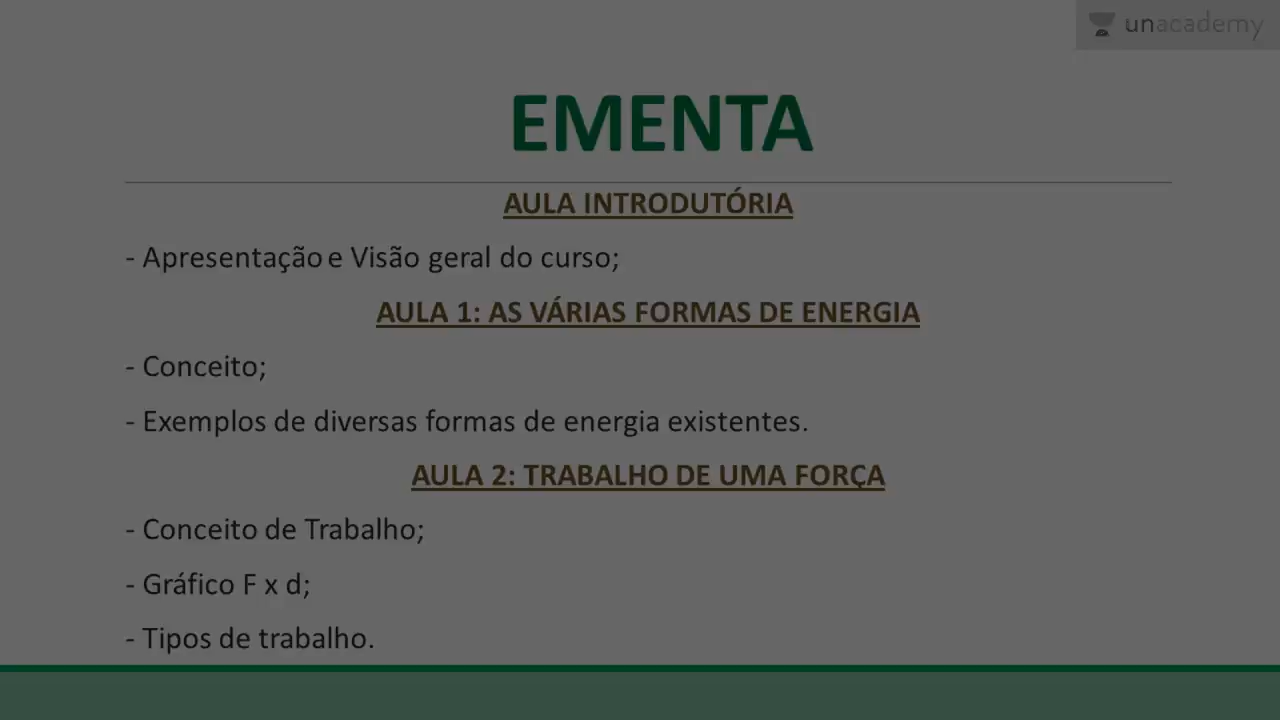 unacademy
EMENTA
AULA INTRODUTÓRIA
- Apresentação e Visão geral do curso;
AULA 1: AS VÁRIAS FORMAS DE ENERGIA
- Conceito;
- Exemplos de diversas formas de energia existentes.
AULA 2: TRABALHO DE UMA FORÇA
- Conceito de Trabalho;
- Gráfico F x d;
- Tipos de trabalho.